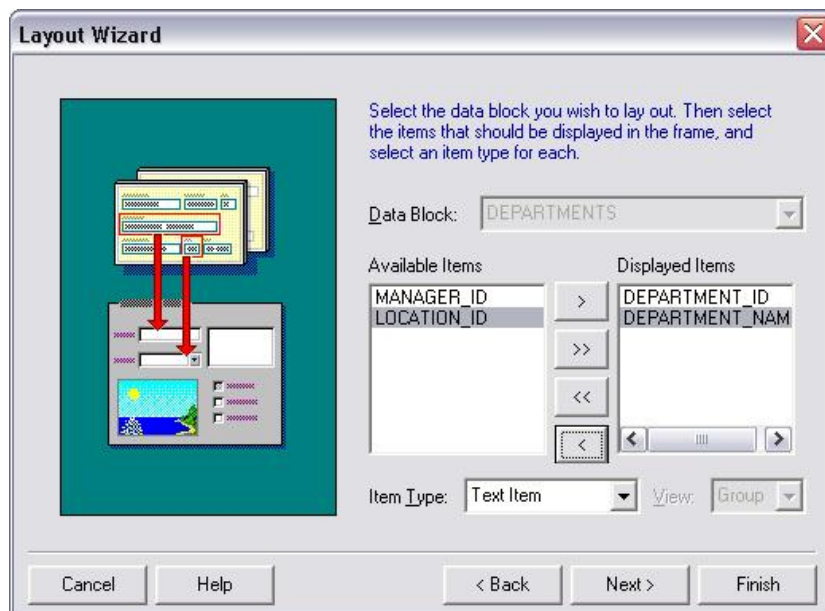 Layout Wizard
Select the data block you wish to lay out. Then select
the items that should be displayed in the frame, and
select an item type for each.
Data Block: DEPARTMENTS
Available Items
Displayed Items
MANAGER_ID
LOCATION_ID
>
>>
<<
<
DEPARTMENT_ID
DEPARTMENT_NAM
Item Type: Text Item View: Group
Cancel Help < Back Next > Finish